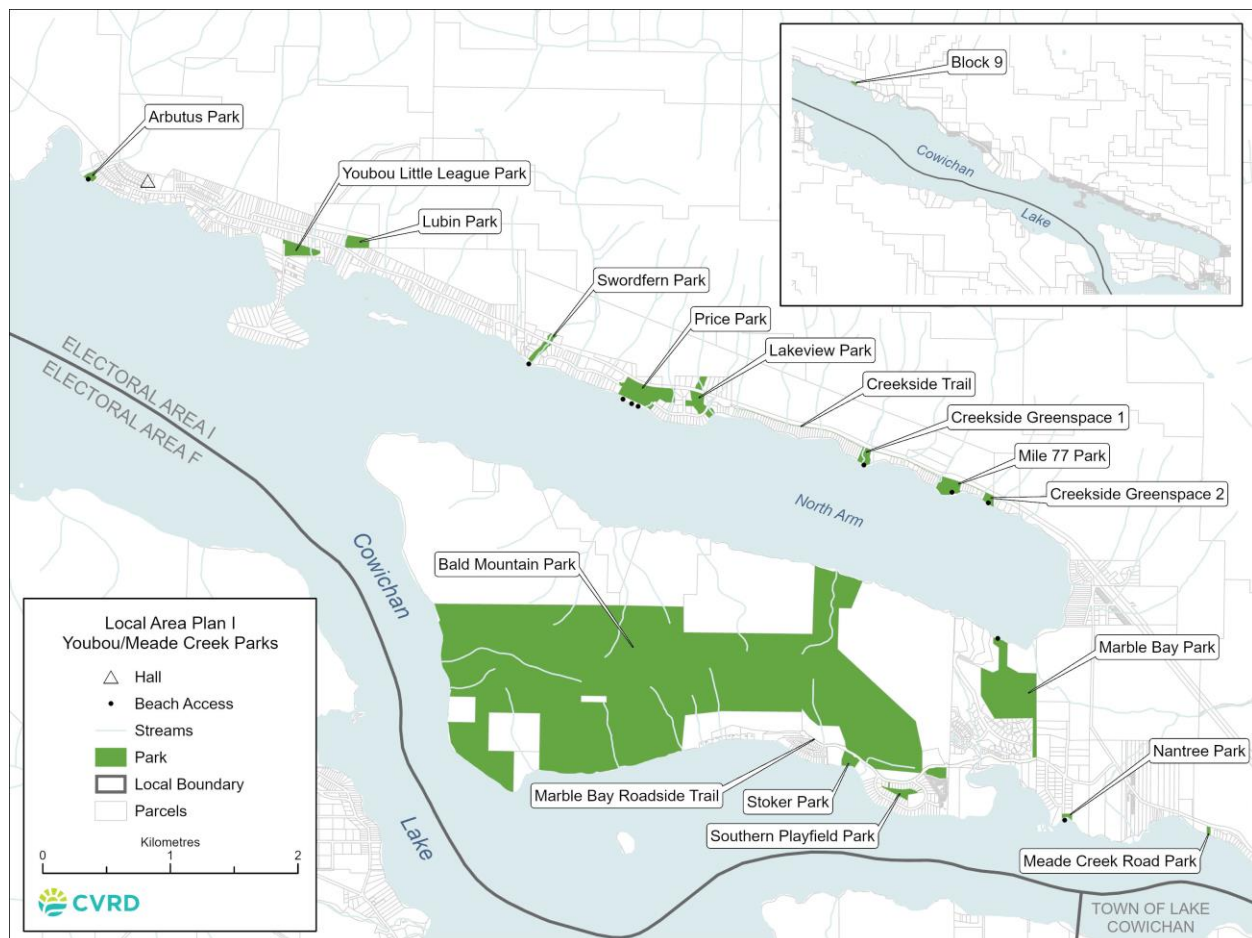 Block 9
Cowichan
Lake
Arbutus Park
Youbou Little League Park
Lubin Park
Swordfern Park
Price Park
Lakeview Park
Creekside Trail
Creekside Greenspace 1
Mile 77 Park
Creekside Greenspace 2
ELECTORAL AREA I
ELECTORAL AREA F
North Arm
Cowichan
Lake
Bald Mountain Park
Marble Bay Park
Nantree Park
Marble Bay Roadside Trail
Stoker Park
Southern Playfield Park
Meade Creek Road Park
TOWN OF LAKE
COWICHAN
Local Area Plan I
Youbou/Meade Creek Parks
Hall
Beach Access
Streams
Park
Local Boundary
Parcels
Kilometres
0 1 2
CVRD